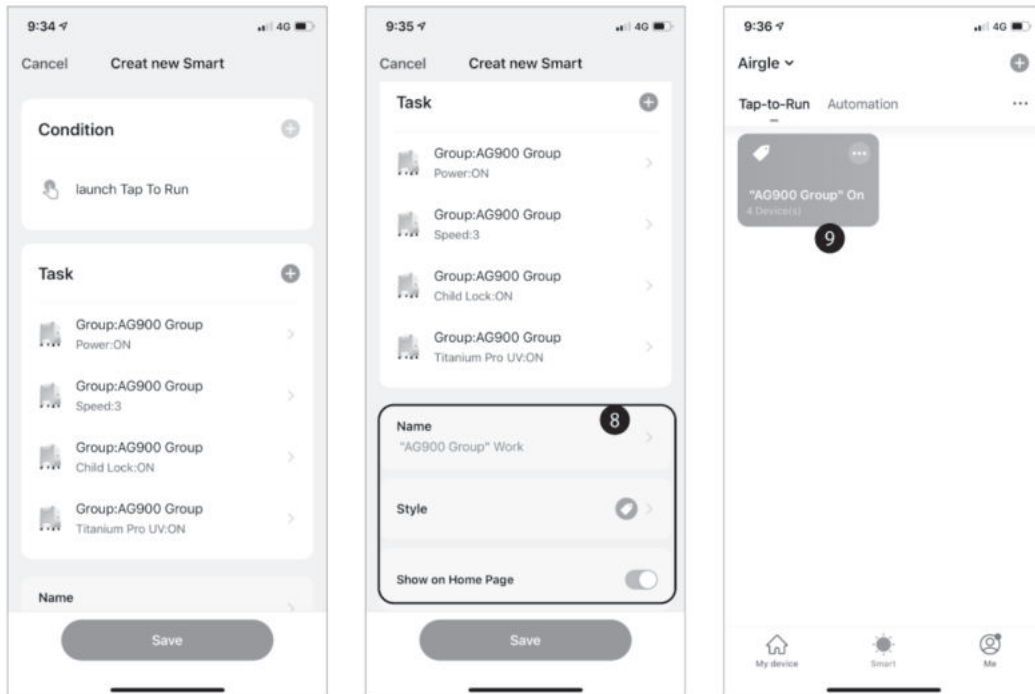 9:34
4G
Cancel
Creat new Smart
Condition
launch Tap To Run
Task
Group:AG900 Group
Power:ON
Group:AG900 Group
Speed:3
Group:AG900 Group
Child Lock:ON
Group:AG900 Group
Titanium Pro UV:ON
Name
Save
9:35
4G
Cancel
Creat new Smart
Task
Group:AG900 Group
Power:ON
Group:AG900 Group
Speed:3
Group:AG900 Group
Child Lock:ON
Group:AG900 Group
Titanium Pro UV:ON
8
Name
"AG900 Group" Work
Style
Show on Home Page
Save
9:36
4G
Airgle
Tap-to-Run
Automation
"AG900 Group" On
4 Device(s)
9
My device
Smart
Me